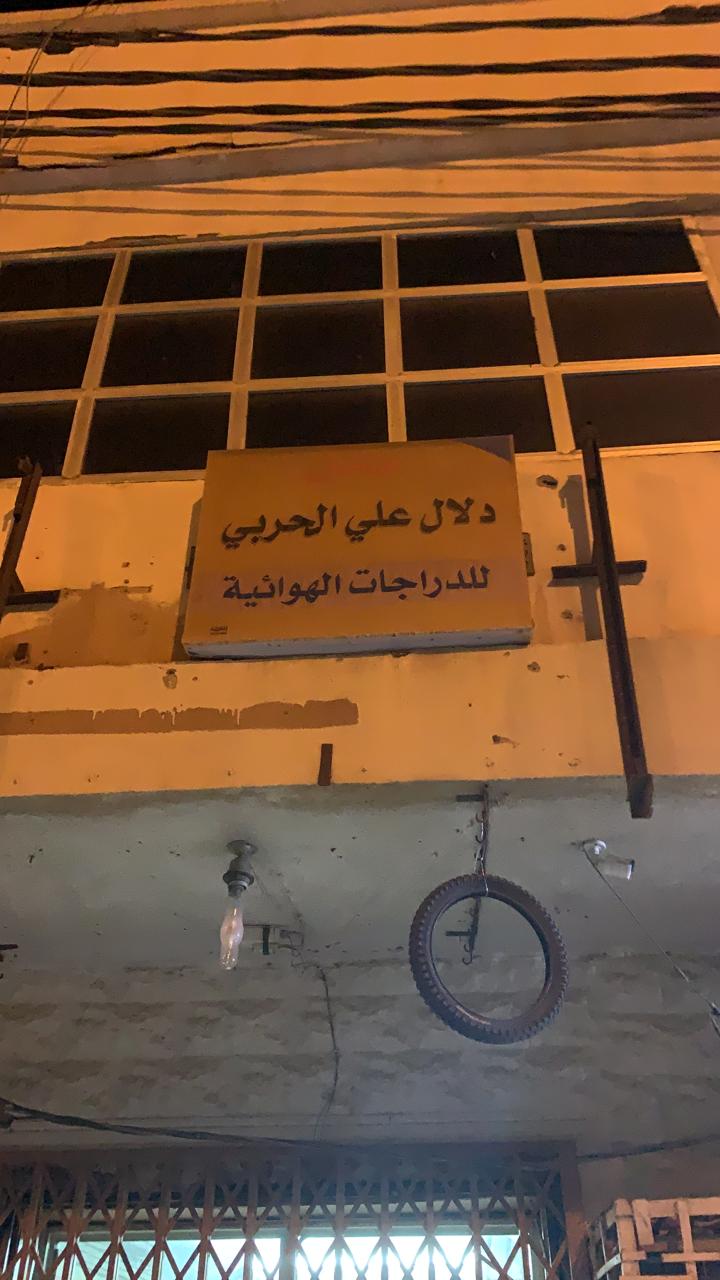 دلال علي الحربي
للدراجات الهوائية